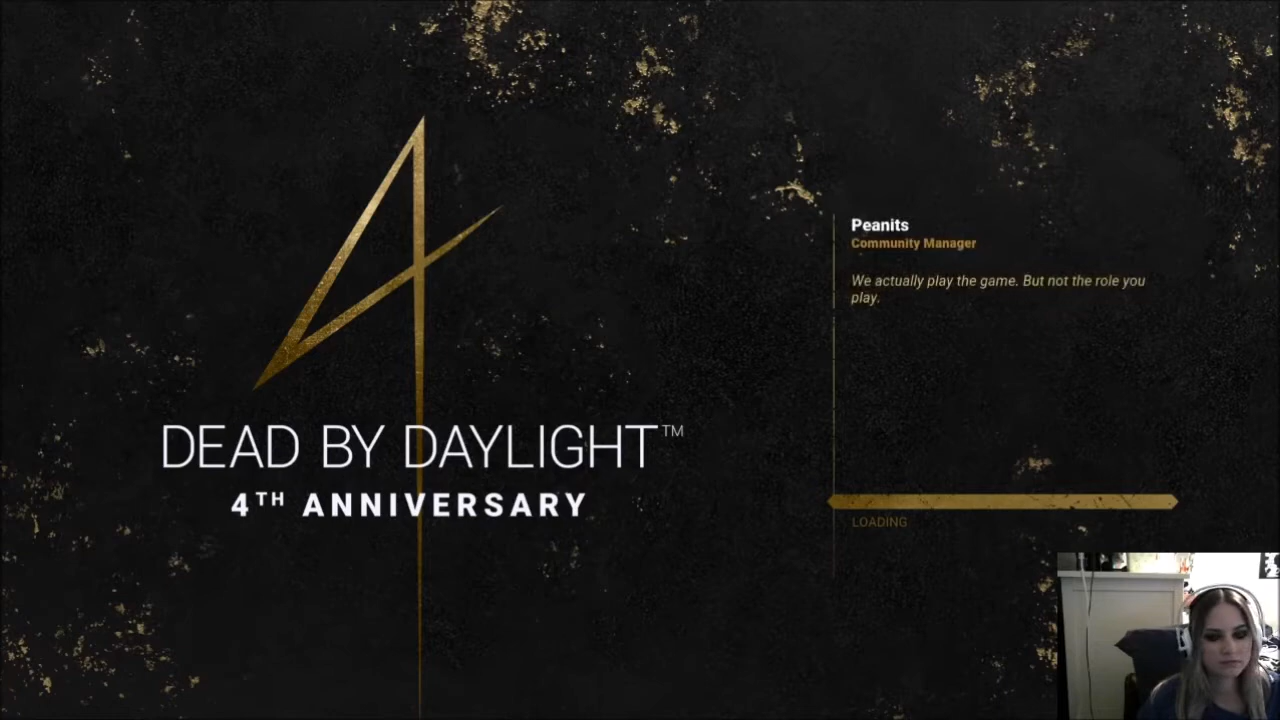 Peanits
Community Manager
We actually play the game. But not the role you
play.
DEAD BY DAYLIGHT™
4TH ANNIVERSARY
LOADING